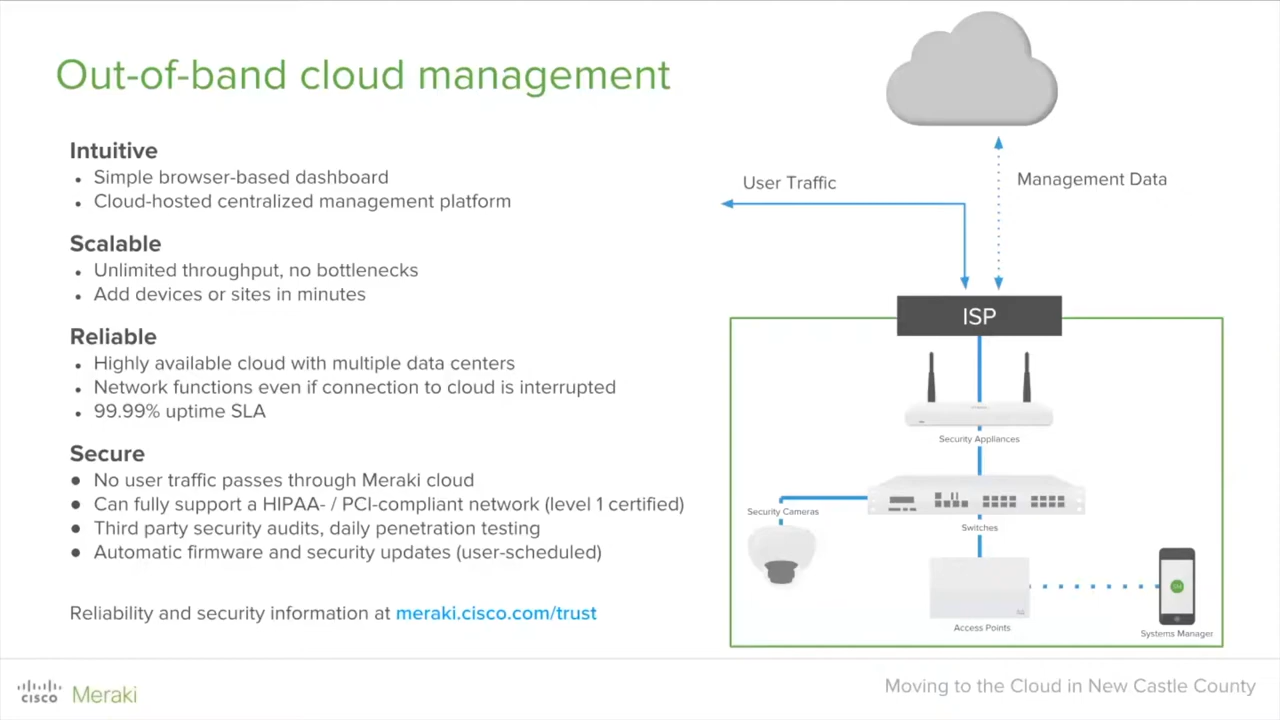 Out-of-band cloud management
Intuitive
• Simple browser-based dashboard
• Cloud-hosted centralized management platform
Scalable
• Unlimited throughput, no bottlenecks
• Add devices or sites in minutes
Reliable
• Highly available cloud with multiple data centers
• Network functions even if connection to cloud is interrupted
• 99.99% uptime SLA
Secure
● No user traffic passes through Meraki cloud
● Can fully support a HIPAA- / PCI-compliant network (level 1 certified)
● Third party security audits, daily penetration testing
● Automatic firmware and security updates (user-scheduled)
Reliability and security information at meraki.cisco.com/trust
User Traffic
Management Data
ISP
Security Appliances
Security Cameras
Switches
Access Points
Systems Manager
cisco Meraki
Moving to the Cloud in New Castle County